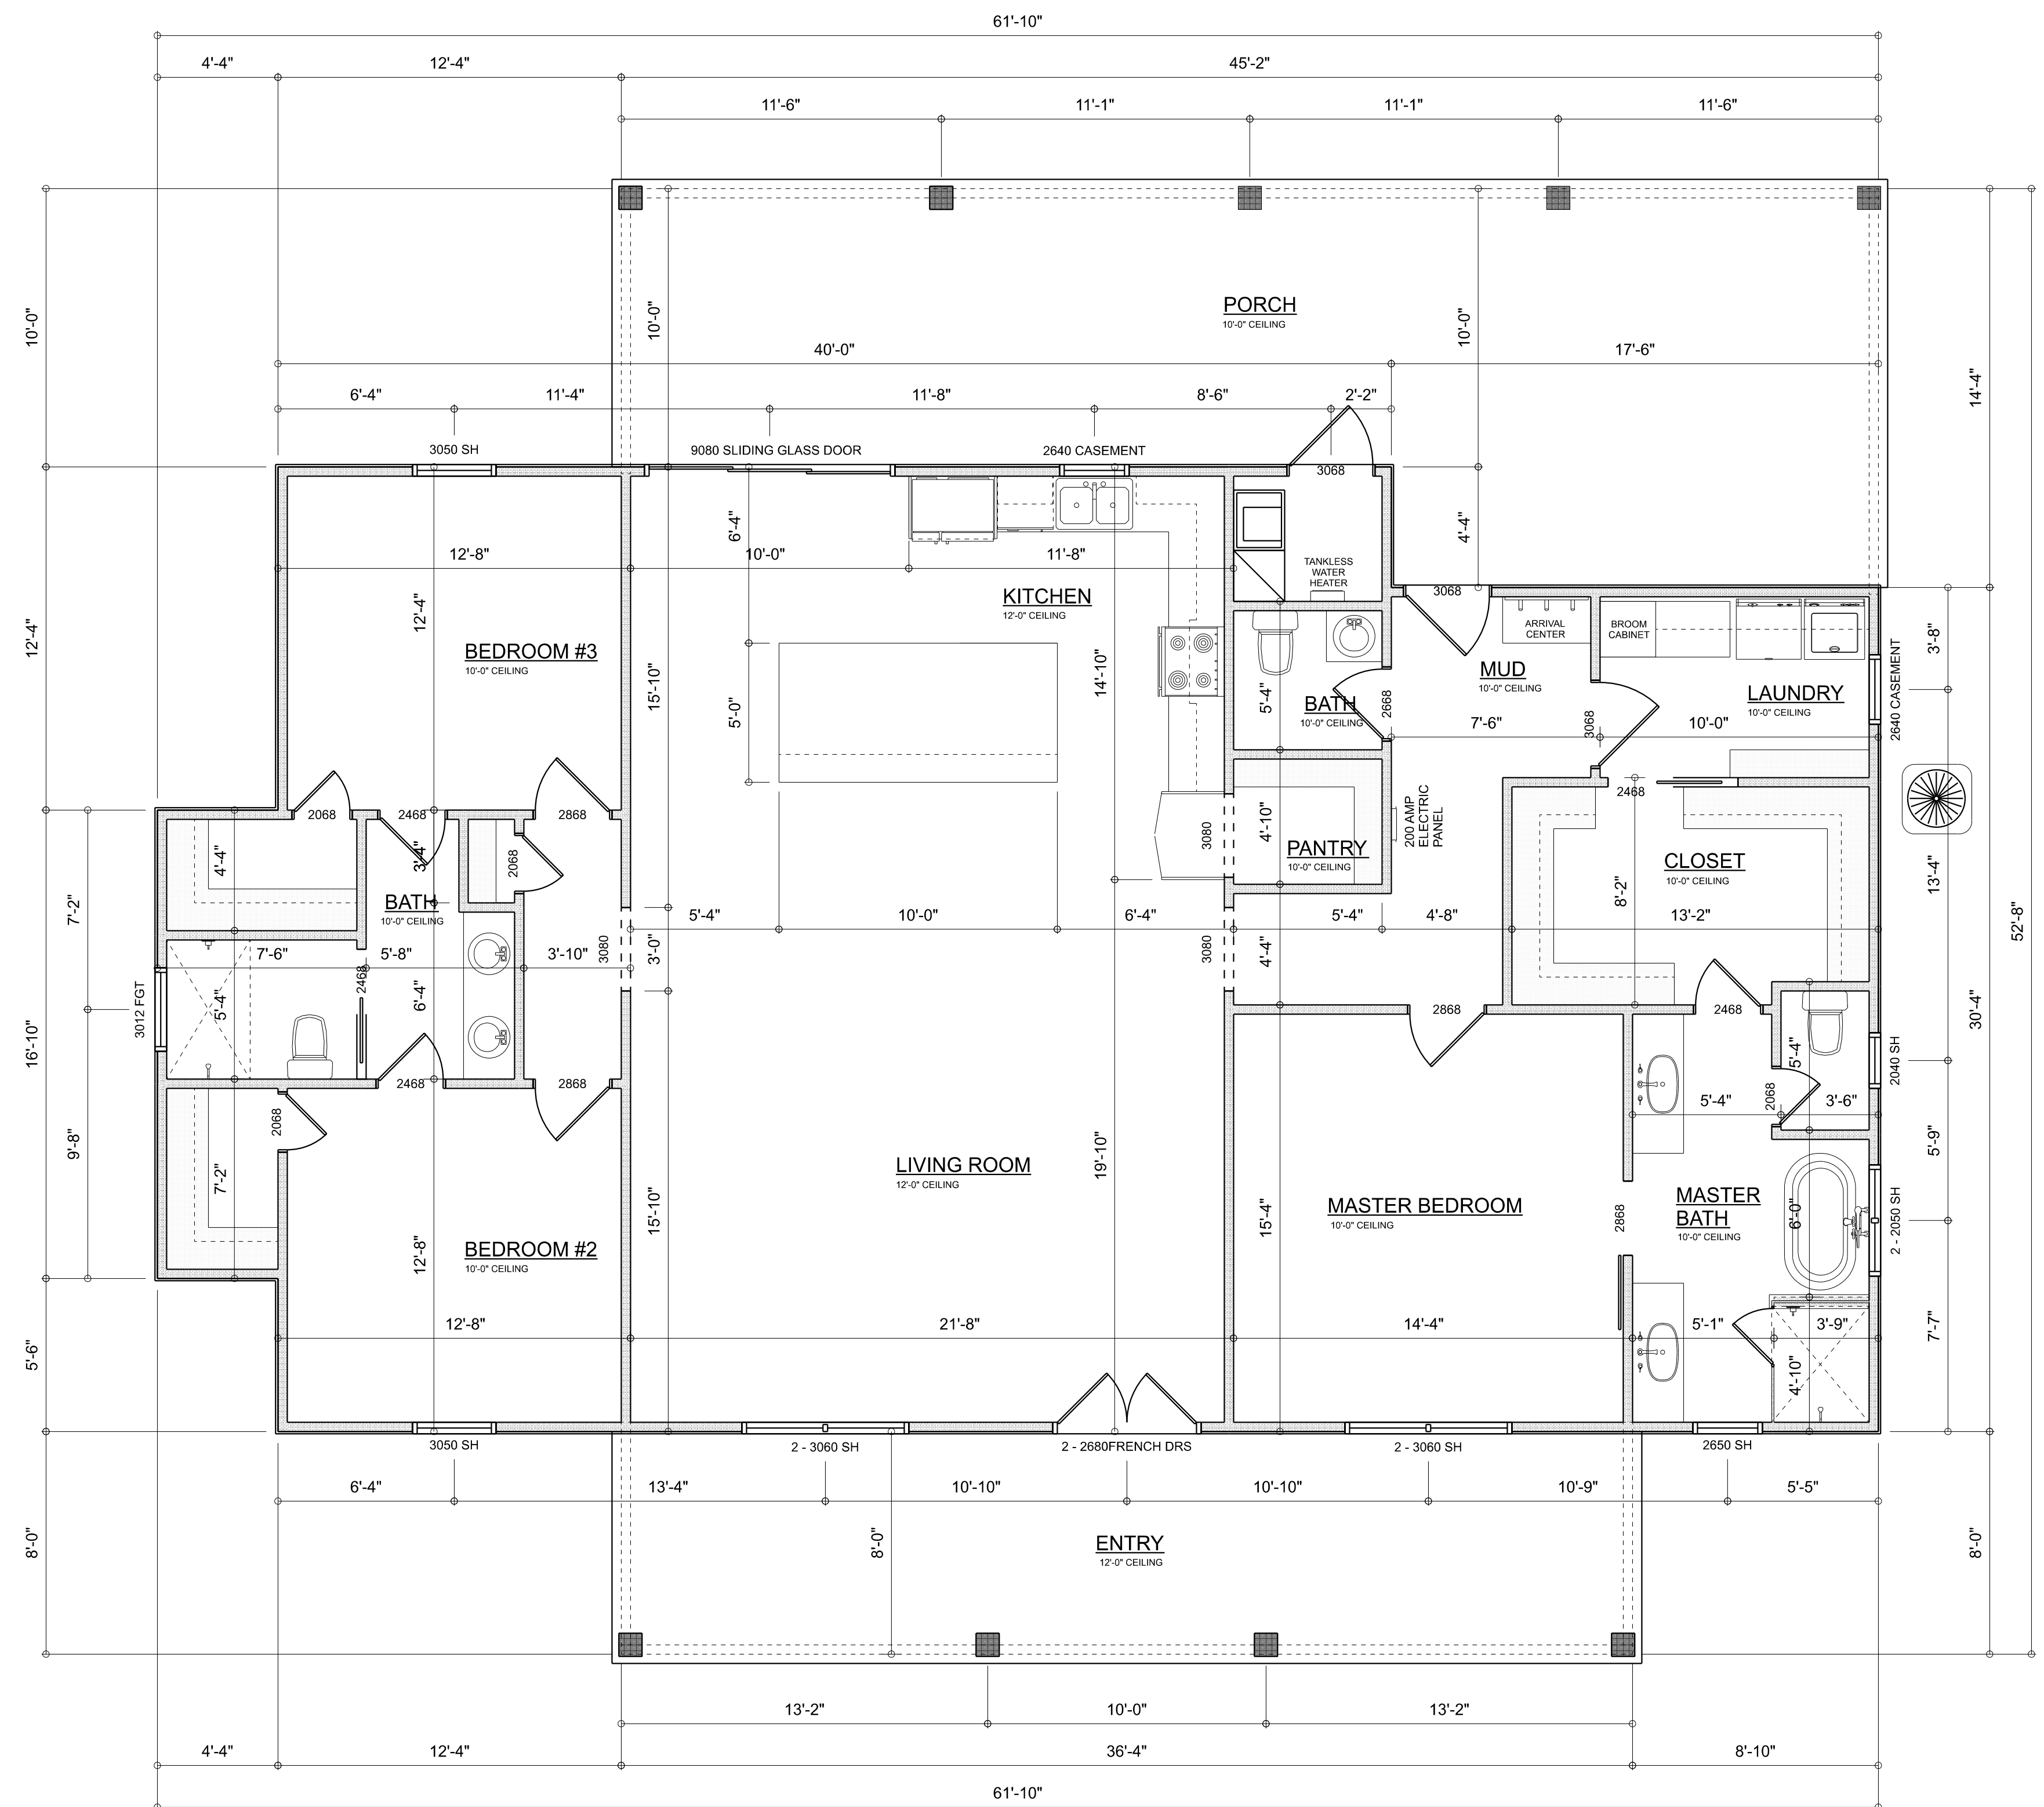 61'-10"
4'-4" 12'-4" 45'-2"
11'-6" 11'-1" 11'-1" 11'-6"
10'-0"
10'-0"
PORCH
10'-0" CEILING
10'-0"
14'-4"
40'-0" 17'-6"
6'-4" 11'-4" 11'-8" 8'-6" 2'-2"
3050 SH
9080 SLIDING GLASS DOOR
2640 CASEMENT
3068
6'-4"
4'-4"
12'-8" 10'-0" 11'-8"
TANKLESS
WATER
HEATER
3068
12'-4"
12'-4"
KITCHEN
12'-0" CEILING
ARRIVAL
CENTER
BROOM
CABINET
3'-8"
2640 CASEMENT
BEDROOM #3
10'-0" CEILING
15'-10"
5'-0"
14'-10"
5'-4"
BATH
10'-0" CEILING
2668
MUD
10'-0" CEILING
7'-6"
3068
LAUNDRY
10'-0" CEILING
10'-0"
2068
2468
2868
2468
4'-4"
3'-4"
2068
3080
4'-10"
PANTRY
10'-0" CEILING
200 AMP
ELECTRIC
PANEL
CLOSET
10'-0" CEILING
8'-2"
13'-4"
52'-8"
7'-2"
BATH
10'-0" CEILING
5'-4" 10'-0" 6'-4" 5'-4" 4'-8" 13'-2"
7'-6" 5'-8" 3'-10"
2468
3080
3'-0"
3080
4'-4"
3012 FGT
5'-4"
6'-4"
16'-10"
30'-4"
2868
2468
5'-4"
2040 SH
2468
2868
2068
9'-8"
5'-4"
2068
3'-6"
5'-9"
7'-2"
LIVING ROOM
12'-0" CEILING
19'-10"
15'-10"
15'-4"
MASTER BEDROOM
10'-0" CEILING
2868
MASTER
BATH
10'-0" CEILING
6'-0"
2 - 2050 SH
BEDROOM #2
10'-0" CEILING
12'-8"
12'-8" 21'-8" 14'-4" 5'-1" 3'-9"
5'-6"
4'-10"
7'-7"
3050 SH
2 - 3060 SH
2 - 2680FRENCH DRS
2 - 3060 SH
2650 SH
6'-4" 13'-4" 10'-10" 10'-10" 10'-9" 5'-5"
8'-0"
8'-0"
ENTRY
12'-0" CEILING
8'-0"
13'-2" 10'-0" 13'-2"
4'-4" 12'-4" 36'-4" 8'-10"
61'-10"